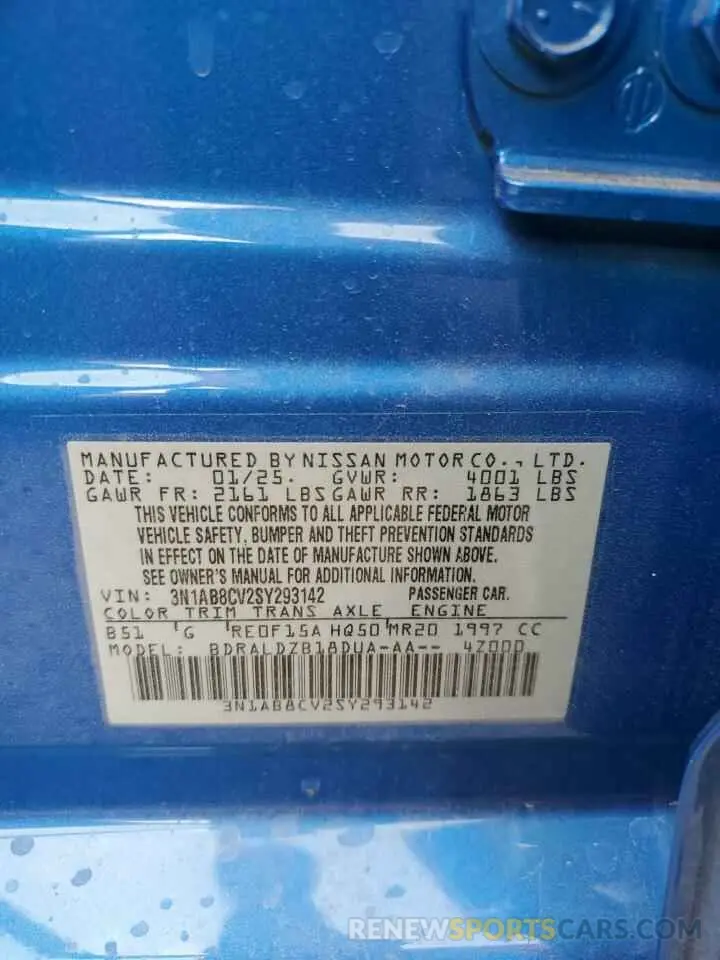 MANUFACTURED BY NISSAN MOTOR CO., LTD.
DATE: 01/25. GVWR: 4001 LBS
GAWR FR: 2161 LBS GAWR RR: 1863 LBS
THIS VEHICLE CONFORMS TO ALL APPLICABLE FEDERAL MOTOR
VEHICLE SAFETY, BUMPER AND THEFT PREVENTION STANDARDS
IN EFFECT ON THE DATE OF MANUFACTURE SHOWN ABOVE.
SEE OWNER'S MANUAL FOR ADDITIONAL INFORMATION.
VIN: 3N1AB8CV2SY293142 PASSENGER CAR.
COLOR TRIM TRANS AXLE ENGINE
B51 G RE0F15A HQ50 MR20 1997 CC
MODEL: BDRALDZB18DUA-AA-- 4Z000
3N1AB8CV2SY293142
RENEWSPORTSCARS.COM